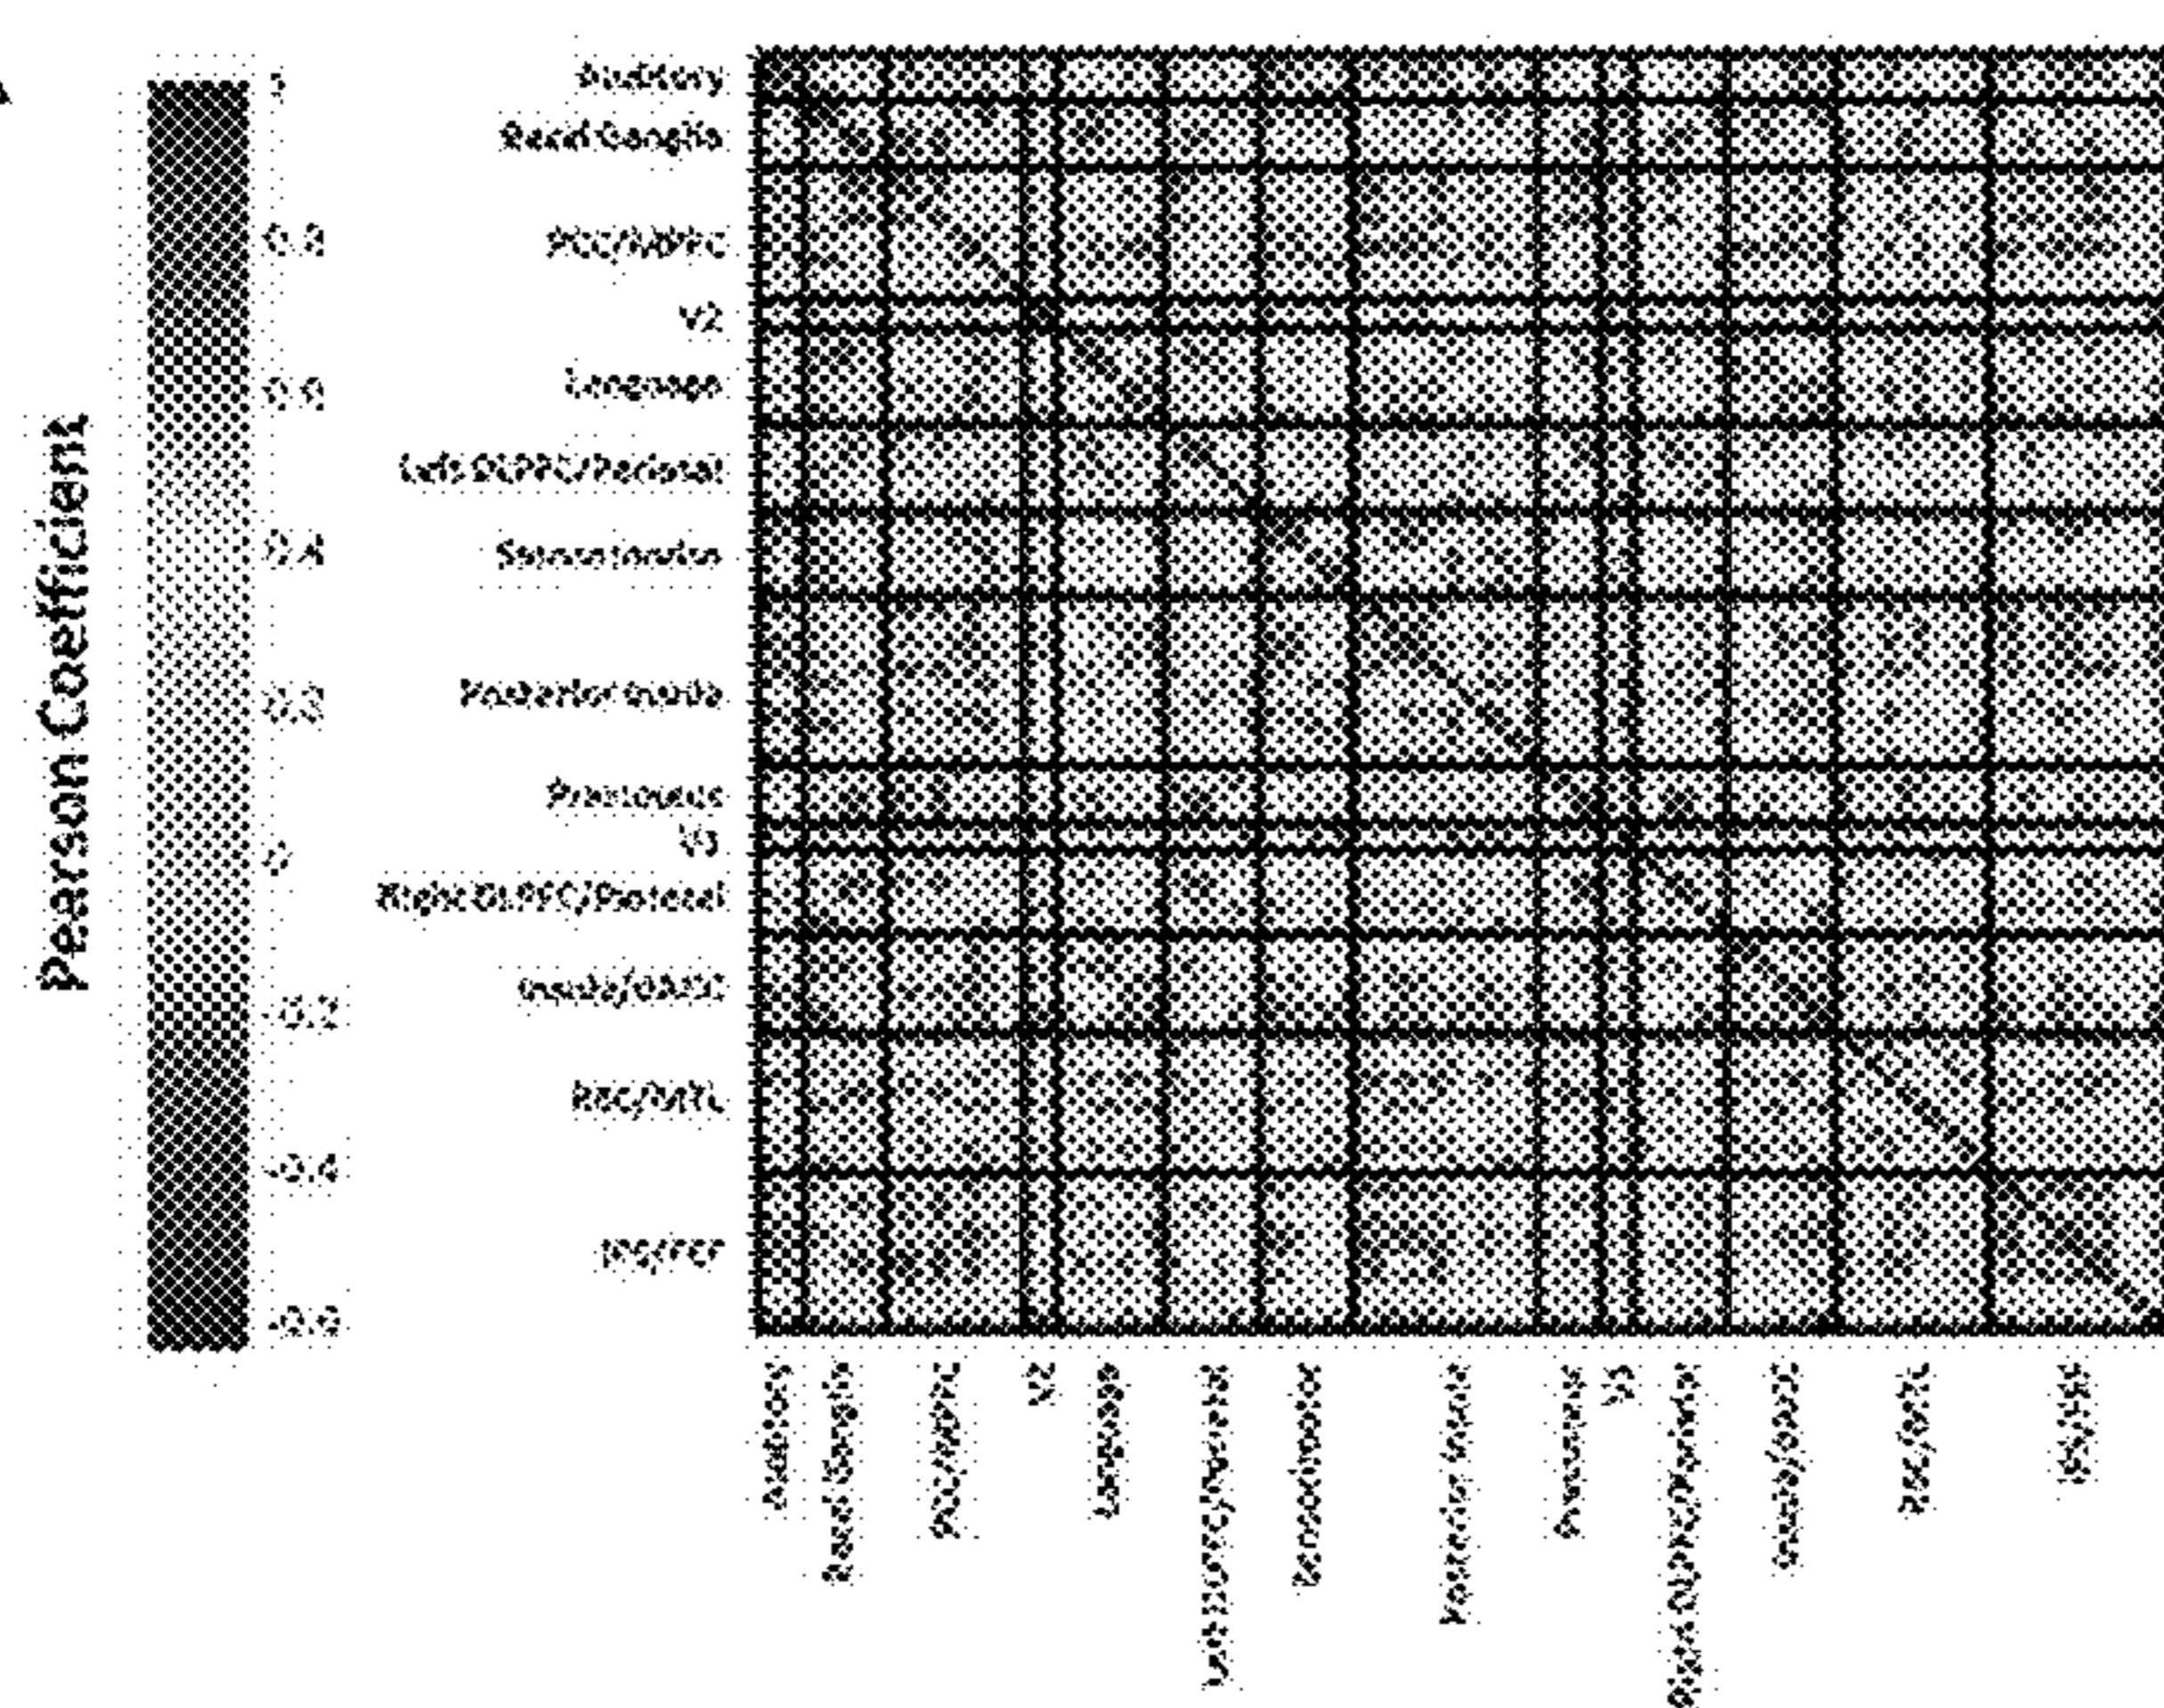 Pearson Coefficient
1
0.8
0.6
0.4
0.2
0
-0.2
-0.4
-0.6
Auditory
Basal Ganglia
PCC/MPFC
V2
Language
Left DLPFC/Parietal
Sensorimotor
Posterior Insula
Precuneus
Right DLPFC/Parietal
Insula/dACC
RSC/MTL
IPS/FEF
Auditory
Basal Ganglia
PCC/MPFC
V2
Language
Left DLPFC/Parietal
Sensorimotor
Posterior Insula
Precuneus
Right DLPFC/Parietal
Insula/dACC
RSC/MTL
IPS/FEF